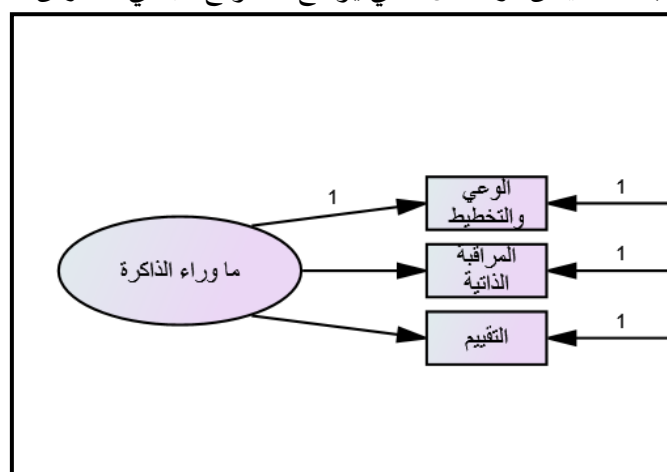 ما وراء الذاكرة
1
الوعي
والتخطيط
1
المراقبة
الذاتية
1
التقييم
1